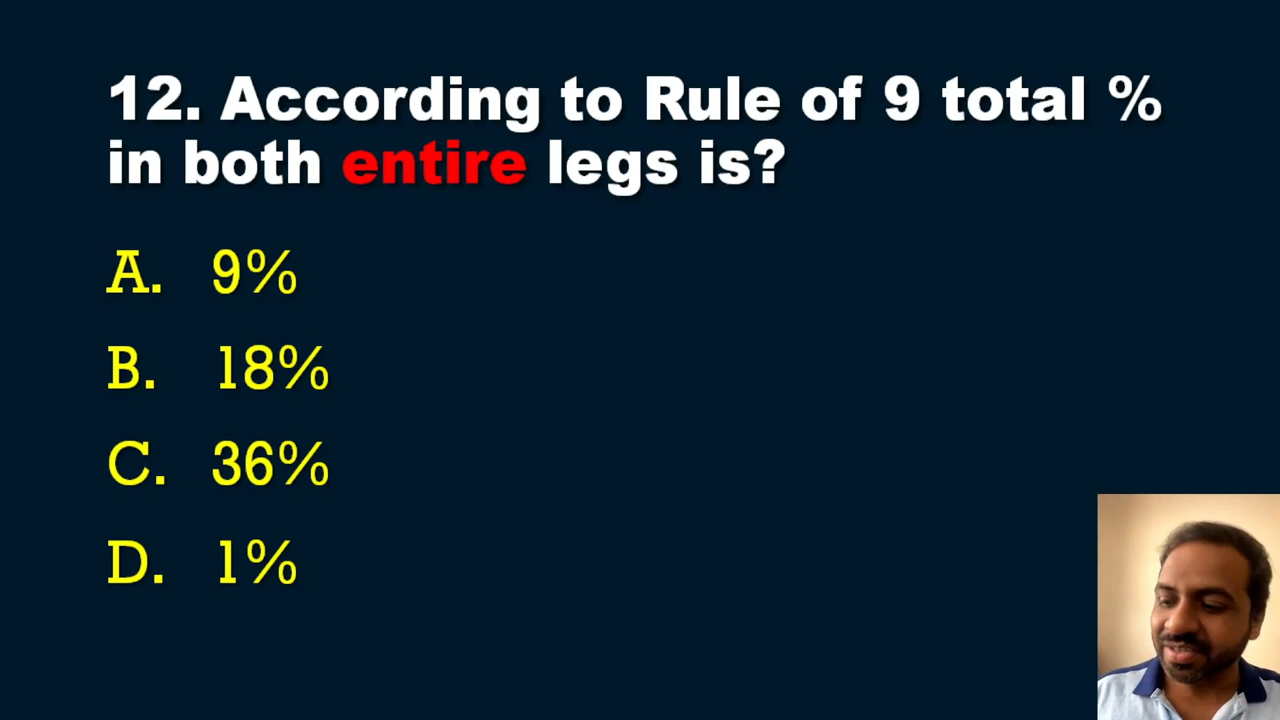 12. According to Rule of 9 total %
in both entire legs is?
A. 9%
B. 18%
C. 36%
D. 1%